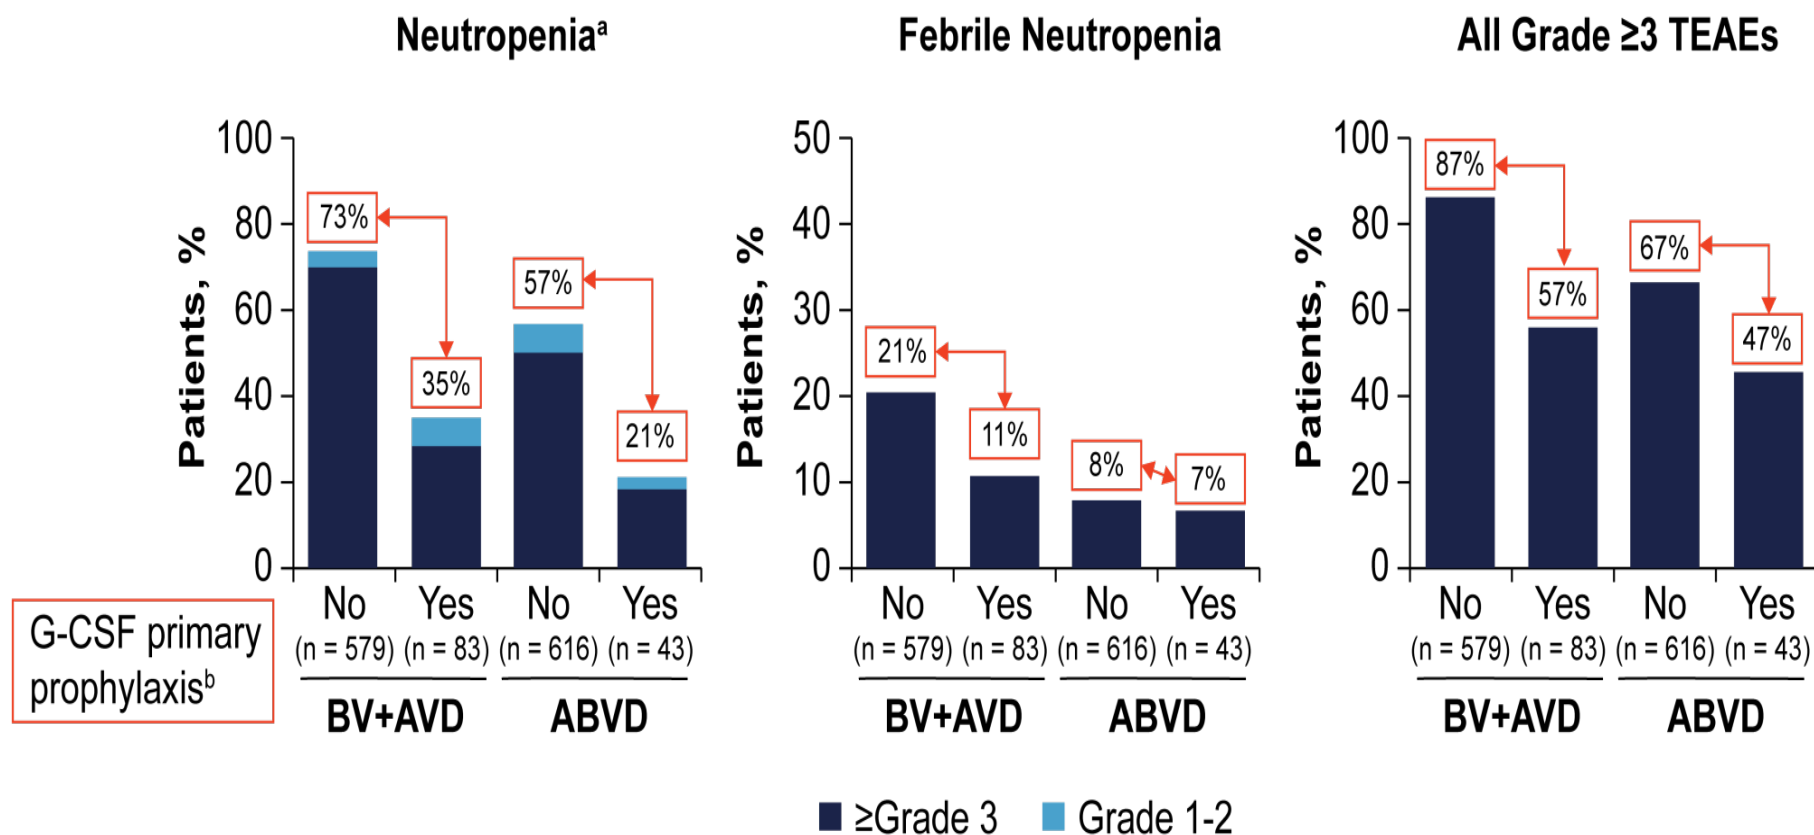 Neutropeniaᵃ
Febrile Neutropenia
All Grade ≥3 TEAEs
Patients, %
100
80
60
40
20
0
73%
35%
57%
21%
Patients, %
50
40
30
20
10
0
21%
11%
8%
7%
Patients, %
100
80
60
40
20
0
87%
57%
67%
47%
G-CSF primary
prophylaxisᵇ
No Yes No Yes
(n = 579) (n = 83) (n = 616) (n = 43)
BV+AVD ABVD
No Yes No Yes
(n = 579) (n = 83) (n = 616) (n = 43)
BV+AVD ABVD
No Yes No Yes
(n = 579) (n = 83) (n = 616) (n = 43)
BV+AVD ABVD
≥Grade 3 Grade 1-2